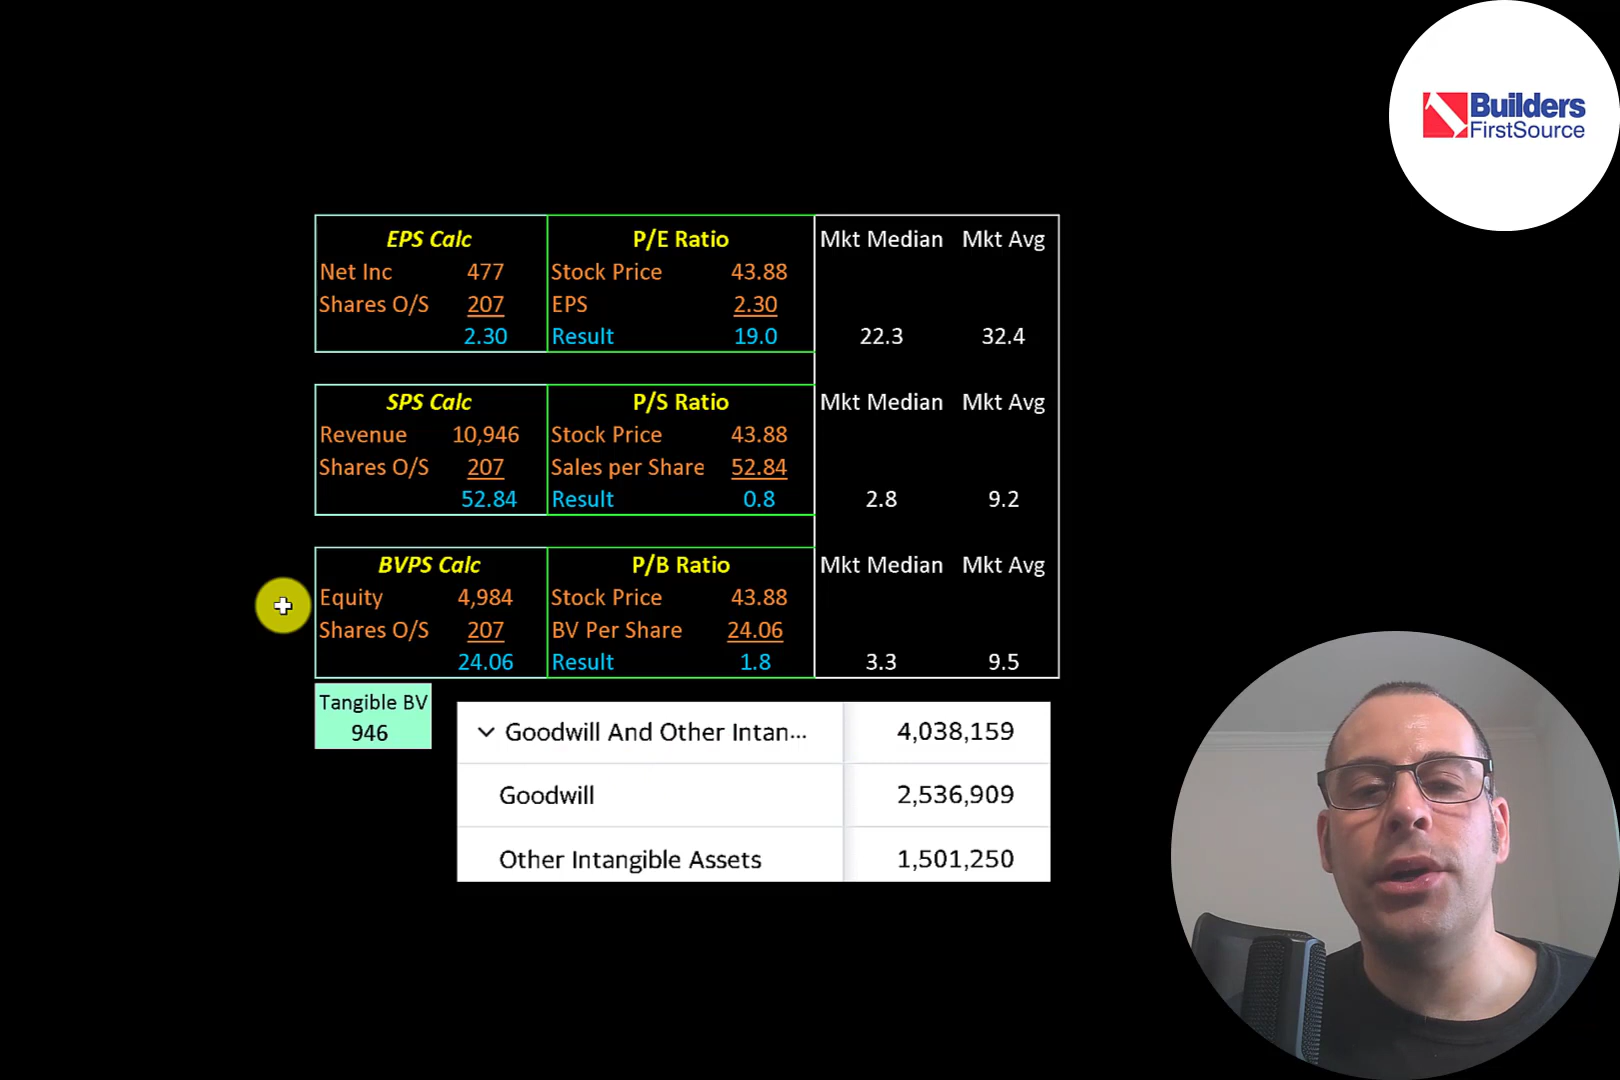 Builders
FirstSource
EPS Calc P/E Ratio Mkt Median Mkt Avg
Net Inc 477 Stock Price 43.88
Shares O/S 207 EPS 2.30
2.30 Result 19.0 22.3 32.4
SPS Calc P/S Ratio Mkt Median Mkt Avg
Revenue 10,946 Stock Price 43.88
Shares O/S 207 Sales per Share 52.84
52.84 Result 0.8 2.8 9.2
BVPS Calc P/B Ratio Mkt Median Mkt Avg
Equity 4,984 Stock Price 43.88
Shares O/S 207 BV Per Share 24.06
24.06 Result 1.8 3.3 9.5
Tangible BV
946
Goodwill And Other Intan... 4,038,159
Goodwill 2,536,909
Other Intangible Assets 1,501,250